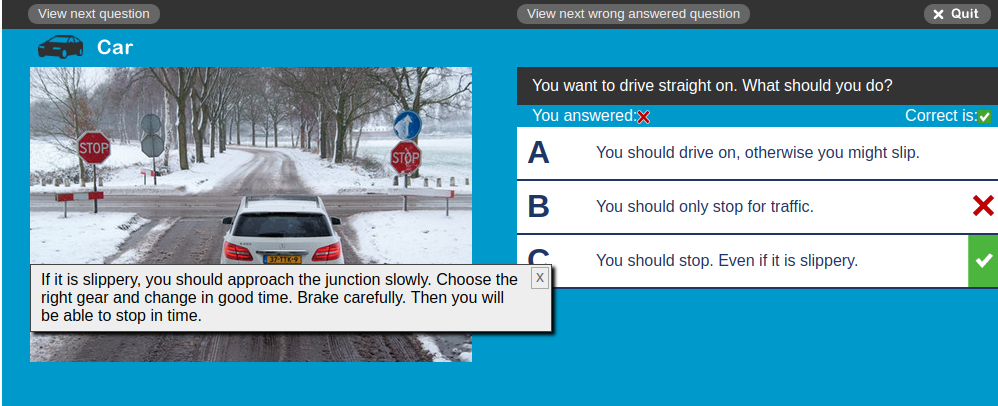 View next question
View next wrong answered question
Quit
Car
STOP
STOP
37-TTK-9
If it is slippery, you should approach the junction slowly. Choose the
right gear and change in good time. Brake carefully. Then you will
be able to stop in time.
X
You want to drive straight on. What should you do?
You answered:
Correct is:
A
You should drive on, otherwise you might slip.
B
You should only stop for traffic.
C
You should stop. Even if it is slippery.